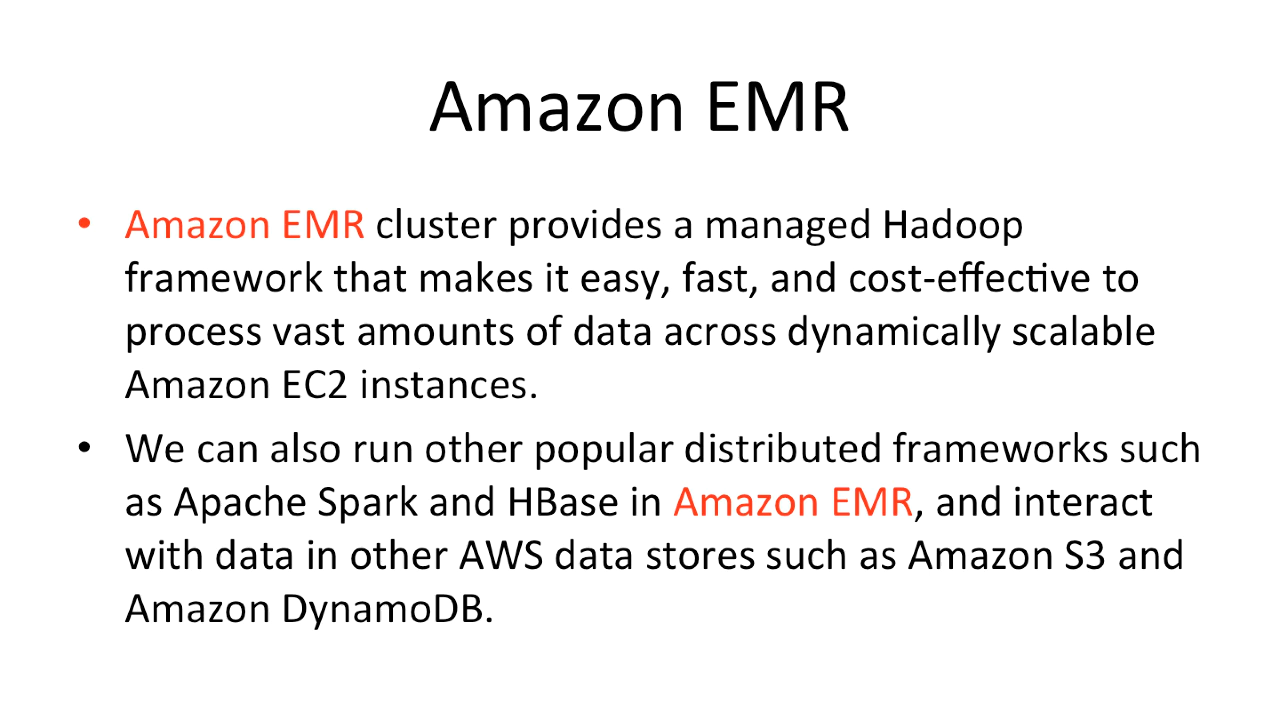 Amazon EMR
• Amazon EMR cluster provides a managed Hadoop
framework that makes it easy, fast, and cost-effective to
process vast amounts of data across dynamically scalable
Amazon EC2 instances.
• We can also run other popular distributed frameworks such
as Apache Spark and HBase in Amazon EMR, and interact
with data in other AWS data stores such as Amazon S3 and
Amazon DynamoDB.